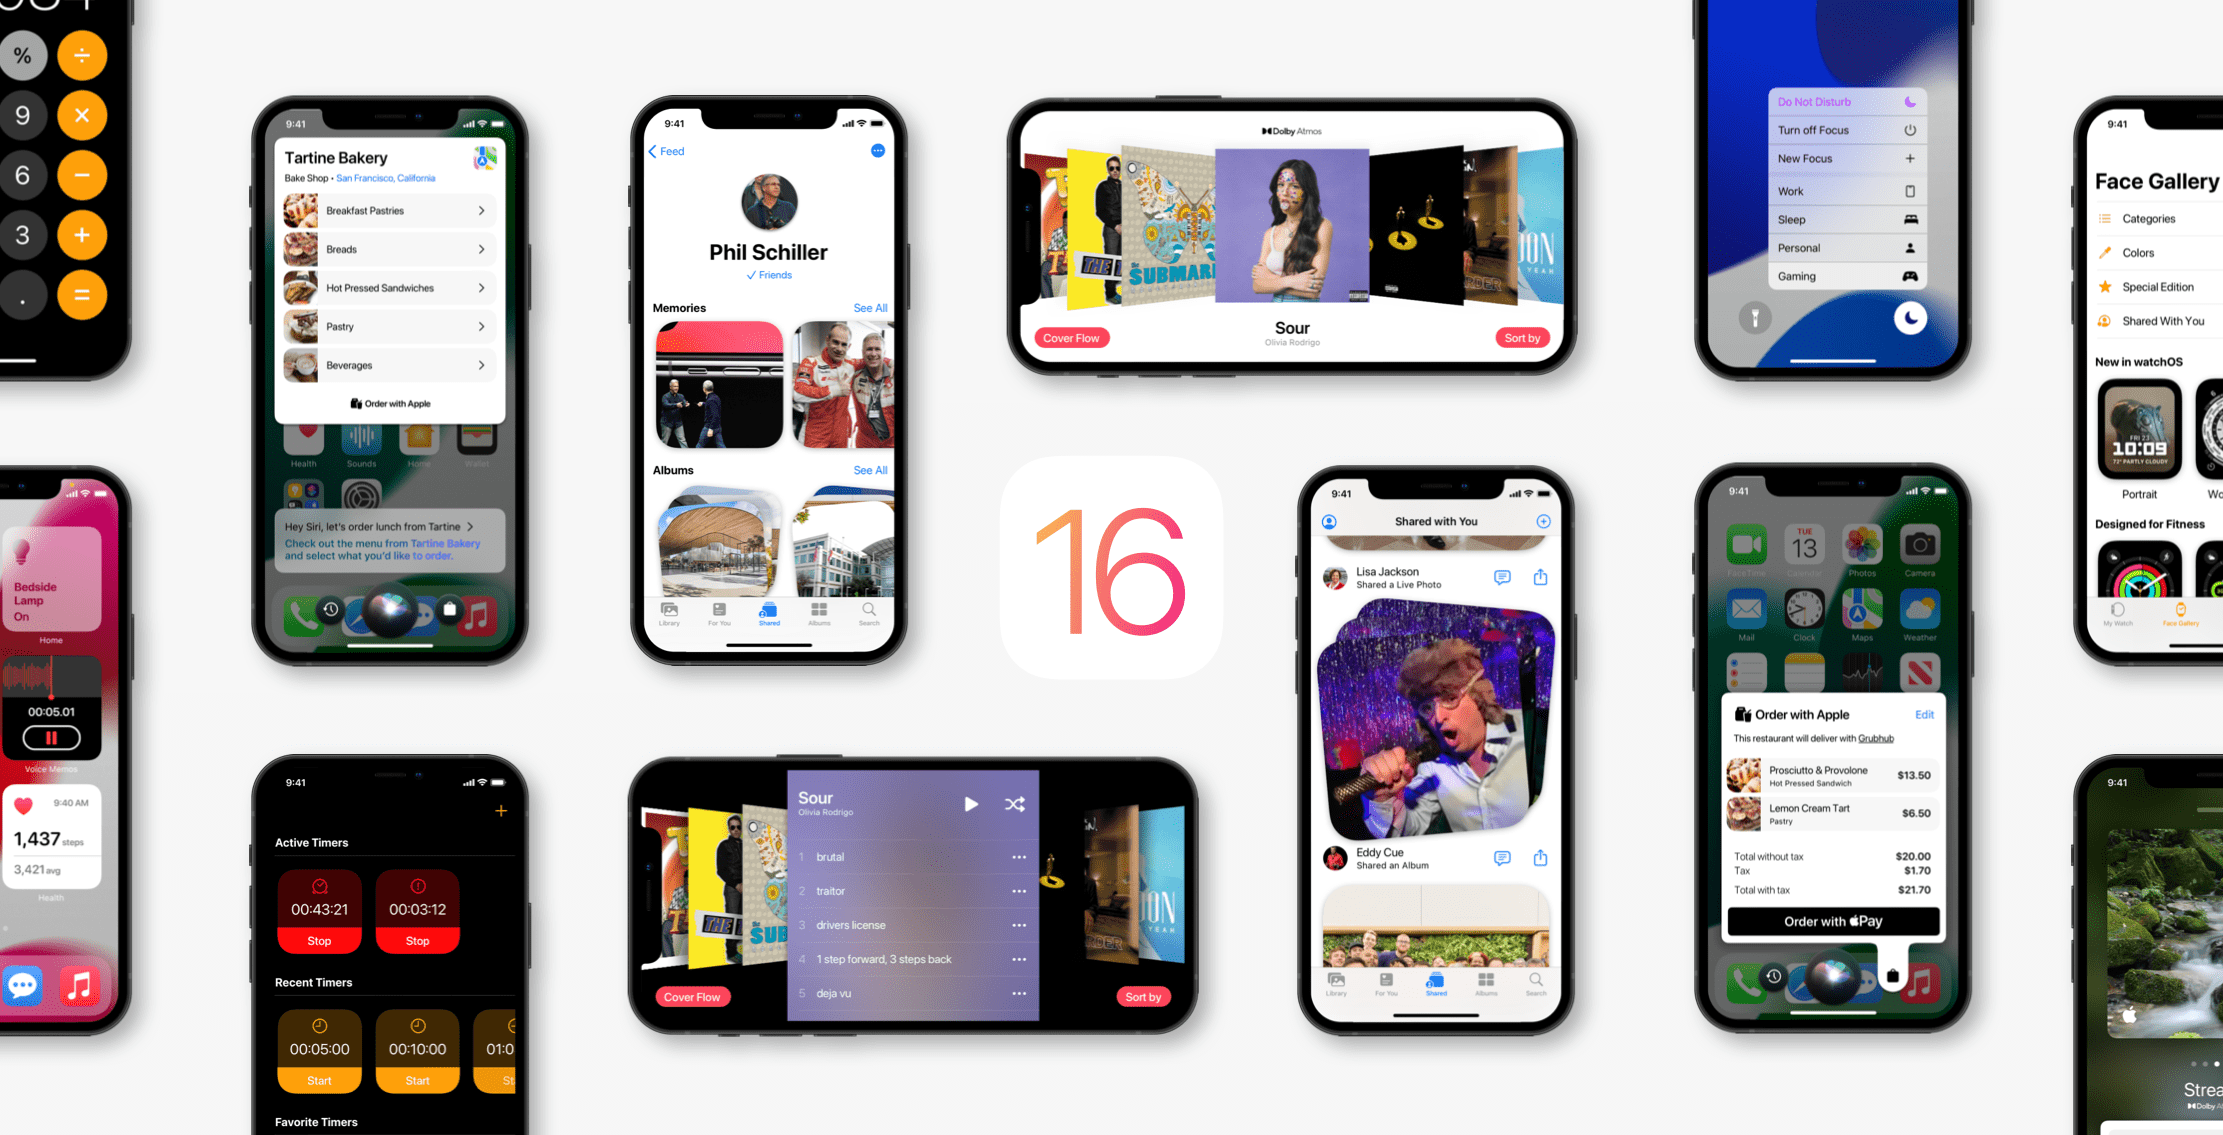 %
÷
9
×
6
−
3
+
.
=
9:41
Tartine Bakery
Bake Shop • San Francisco, California
Breakfast Pastries
Breads
Hot Pressed Sandwiches
Pastry
Beverages
Order with Apple
Health
Sounds
Home
Wallet
Hey Siri, let's order lunch from Tartine
Check out the menu from Tartine Bakery
and select what you'd like to order.
9:41
Feed
Phil Schiller
Friends
Memories
See All
Albums
See All
Library
For You
Shared
Albums
Search
Dolby Atmos
THE
SUBMAR
Cover Flow
Sour
Olivia Rodrigo
Sort by
Do Not Disturb
Turn off Focus
New Focus
Work
Sleep
Personal
Gaming
9:41
Face Gallery
Categories
Colors
Special Edition
Shared With You
New in watchOS
FRI 23
10:09
72° PARTLY CLOUDY
Portrait
Designed for Fitness
My Watch
Face Gallery
Bedside
Lamp
On
Home
00:05.01
Voice Memos
9:40 AM
1,437 steps
3,421 avg
Health
16
9:41
Shared with You
Lisa Jackson
Shared a Live Photo
Eddy Cue
Shared an Album
Library
For You
Shared
Albums
Search
9:41
FaceTime
TUE
13
Calendar
Photos
Camera
Mail
Clock
Maps
Weather
Order with Apple
Edit
This restaurant will deliver with Grubhub
Prosciutto & Provolone
Hot Pressed Sandwich
$13.50
Lemon Cream Tart
Pastry
$6.50
Total without tax
$20.00
Tax
$1.70
Total with tax
$21.70
Order with Pay
9:41
Active Timers
00:43:21
Stop
00:03:12
Stop
Recent Timers
00:05:00
Start
00:10:00
Start
01:0
St
Favorite Timers
Sour
Olivia Rodrigo
1 brutal
2 traitor
3 drivers license
4 1 step forward, 3 steps back
5 deja vu
THE
SUB
Cover Flow
Sort by
9:41
Strea
Dolby At